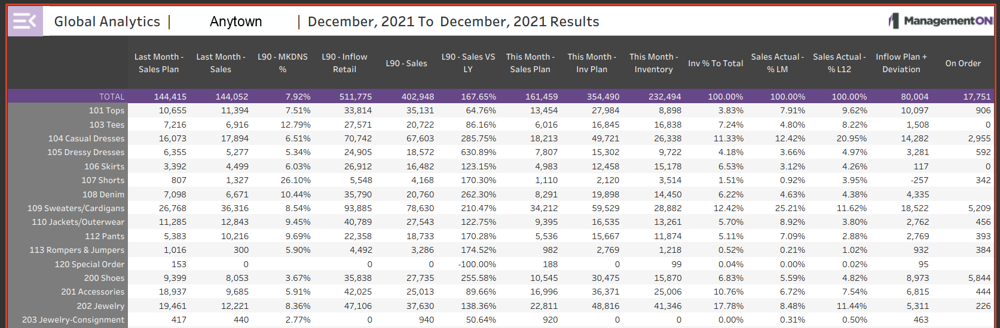 Global Analytics | Anytown | December, 2021 To December, 2021 Results ManagementON
Last Month - Sales Plan Last Month - Sales L90 - MKDNS % L90 - Inflow Retail L90 - Sales L90 - Sales VS LY This Month - Sales Plan This Month - Inv Plan This Month - Inventory Inv % To Total Sales Actual - % LM Sales Actual - % L12 Inflow Plan + Deviation On Order
TOTAL 144,415 144,052 7.92% 511,775 402,948 167.65% 161,459 354,490 232,494 100.00% 100.00% 100.00% 80,004 17,751
101 Tops 10,655 11,394 7.51% 33,814 35,131 64.76% 13,454 27,984 8,898 3.83% 7.91% 9.62% 10,097 906
103 Tees 7,216 6,916 12.79% 27,571 20,722 86.16% 6,016 16,845 16,838 7.24% 4.80% 8.22% 1,508 0
104 Casual Dresses 16,073 17,894 6.51% 70,742 67,603 285.75% 18,213 49,721 26,338 11.33% 12.42% 20.95% 14,282 2,955
105 Dressy Dresses 6,355 5,277 5.34% 24,905 18,572 630.89% 7,807 15,302 9,722 4.18% 3.66% 4.97% 3,281 592
106 Skirts 3,392 4,499 6.03% 26,912 16,482 123.15% 4,983 12,458 15,178 6.53% 3.12% 4.26% 117 0
107 Shorts 807 1,327 26.10% 5,548 4,168 170.30% 1,110 2,120 3,514 1.51% 0.92% 3.95% -257 342
108 Denim 7,098 6,671 10.44% 35,790 20,760 262.30% 8,291 19,898 14,450 6.22% 4.63% 4.38% 4,335
109 Sweaters/Cardigans 26,768 36,316 8.54% 93,885 78,630 210.47% 34,212 59,529 28,882 12.42% 25.21% 11.62% 18,522 5,209
110 Jackets/Outerwear 11,285 12,843 9.45% 40,789 27,543 122.75% 9,395 16,535 13,261 5.70% 8.92% 3.80% 2,762 456
112 Pants 5,383 10,216 9.69% 22,358 18,733 170.28% 5,536 15,667 11,874 5.11% 7.09% 2.88% 2,769 393
113 Rompers & Jumpers 1,016 300 5.90% 4,492 3,286 174.52% 982 2,769 1,218 0.52% 0.21% 1.02% 932 384
120 Special Order 153 0 0 0 -100.00% 188 0 99 0.04% 0.00% 0.02% 95
200 Shoes 9,399 8,053 3.67% 35,838 27,735 255.58% 10,545 30,475 15,870 6.83% 5.59% 4.82% 8,973 5,844
201 Accessories 18,937 9,685 5.91% 42,025 25,013 89.66% 16,996 36,371 25,006 10.76% 6.72% 7.54% 6,815 444
202 Jewelry 19,461 12,221 8.36% 47,106 37,630 138.36% 22,811 48,816 41,346 17.78% 8.48% 11.44% 5,311 226
203 Jewelry-Consignment 417 440 2.77% 0 940 50.64% 920 0 0 0.00% 0.31% 0.50% 463